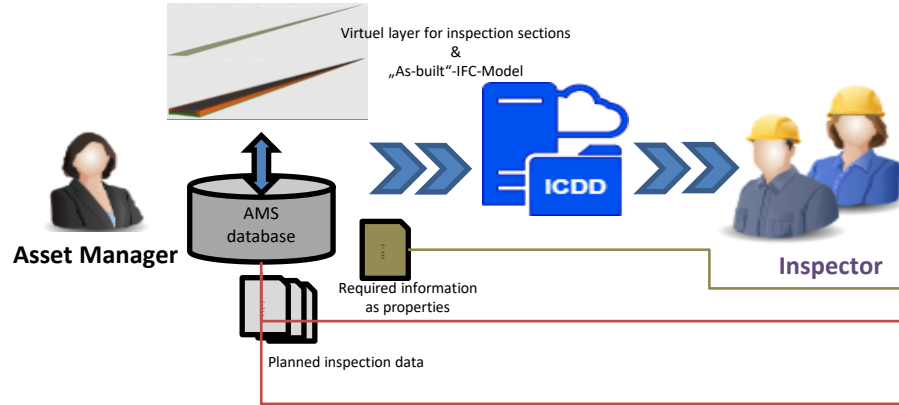 Virtuel layer for inspection sections
&
„As-built“-IFC-Model
ICDD
AMS
database
Asset Manager
Inspector
Required information
as properties
Planned inspection data